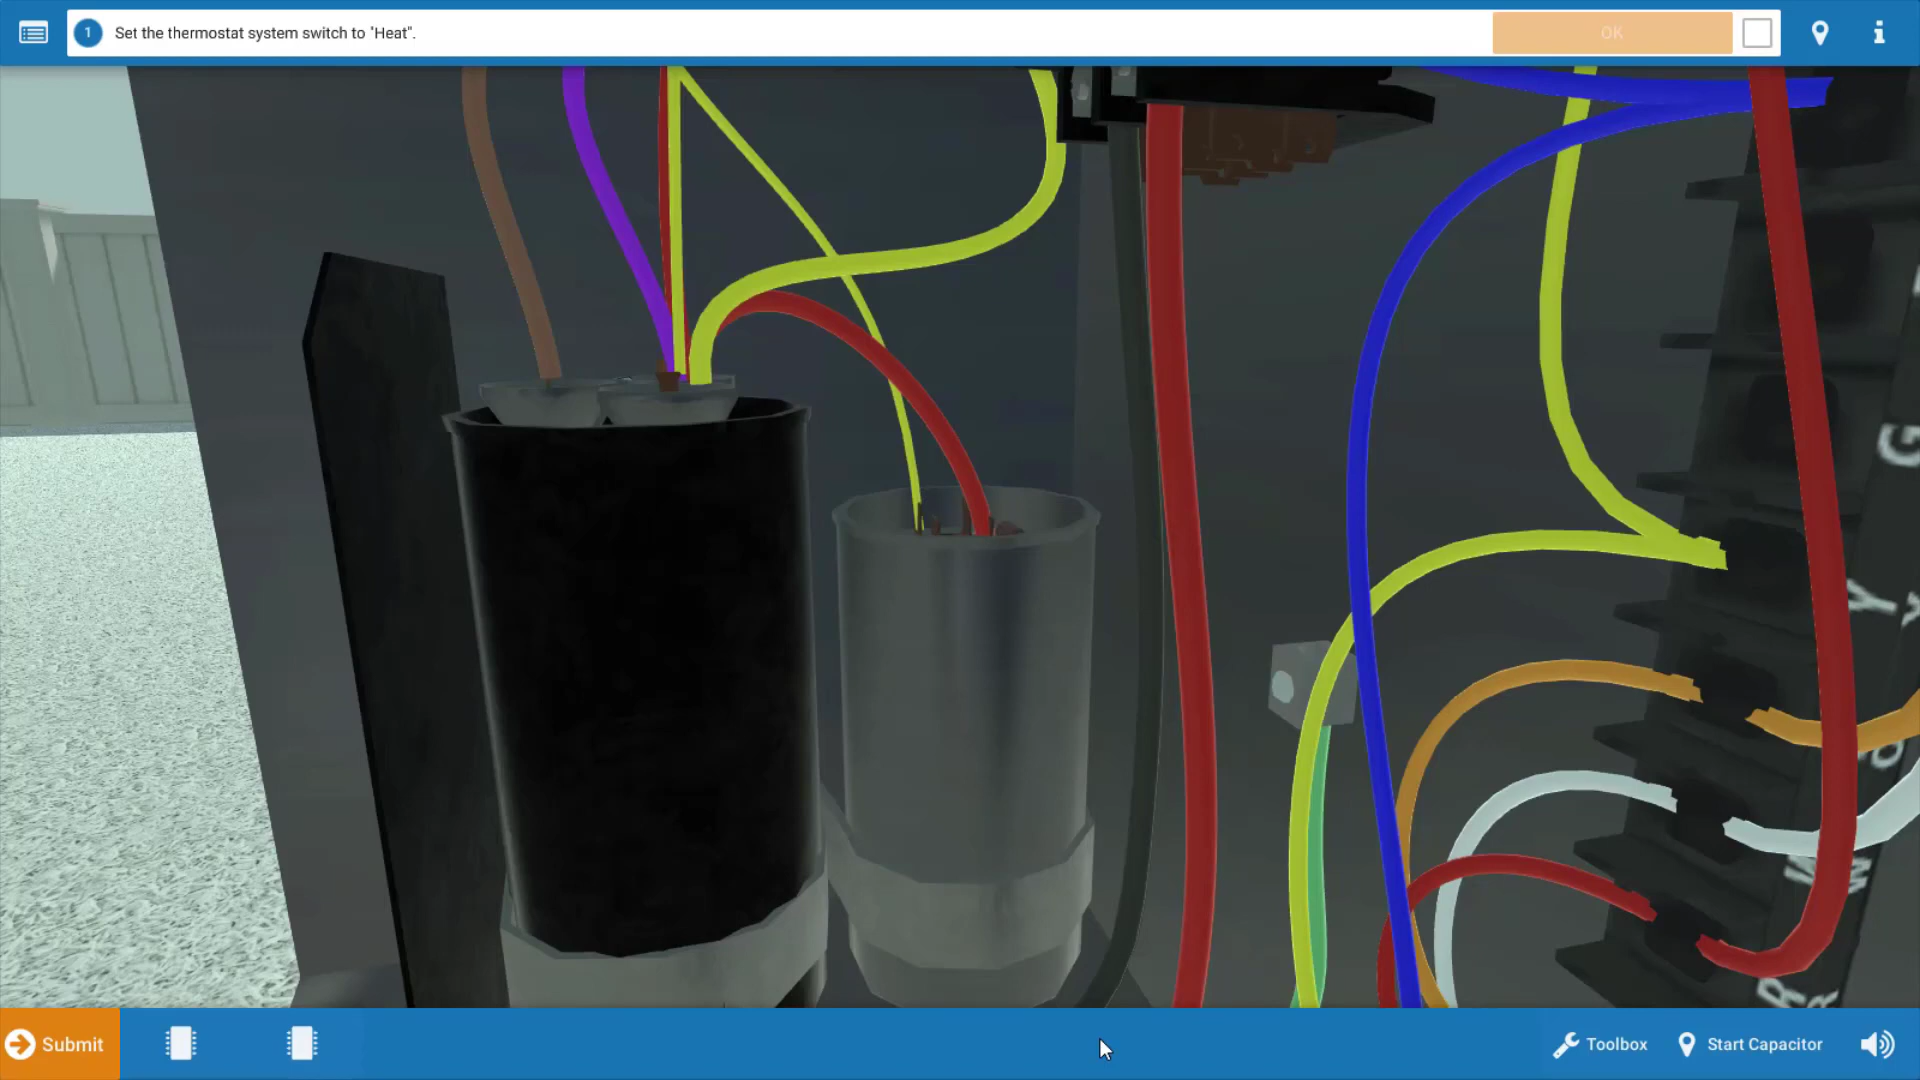 1 Set the thermostat system switch to "Heat".
OK
G
Y
Y
O
W
W
R
R
Submit
Toolbox
Start Capacitor